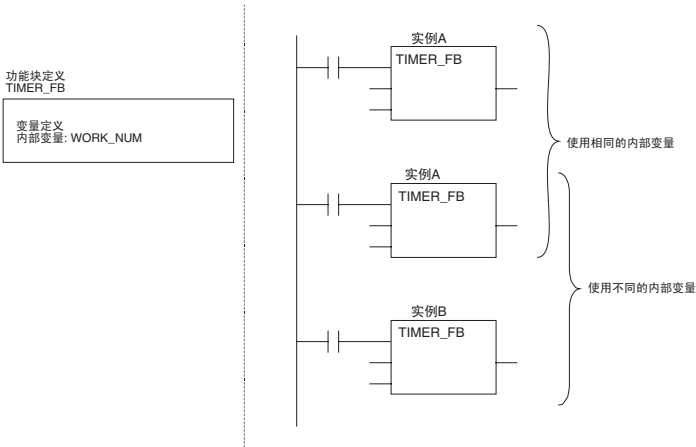 功能块定义
TIMER_FB
变量定义
内部变量: WORK_NUM
实例A
TIMER_FB
使用相同的内部变量
实例A
TIMER_FB
使用不同的内部变量
实例B
TIMER_FB